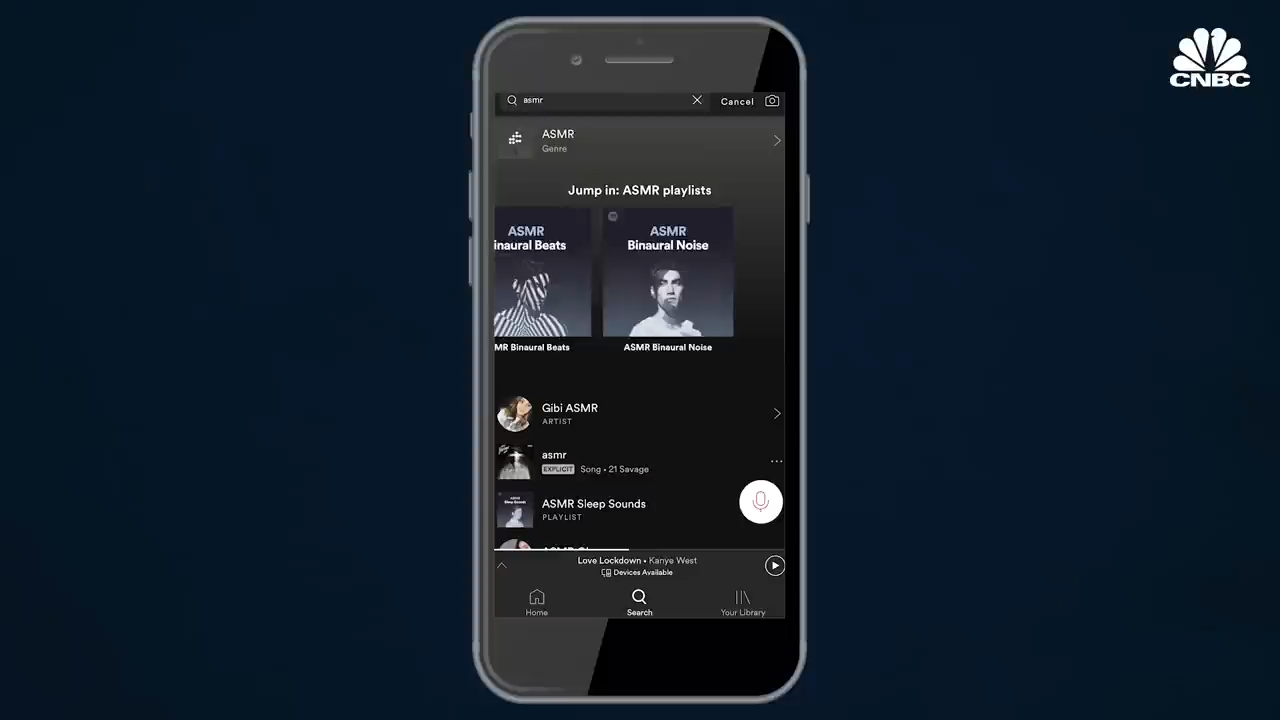 CNBC
asmr
Cancel
ASMR
Genre
Jump in: ASMR playlists
ASMR
inaural Beats
ASMR
Binaural Noise
MR Binaural Beats
ASMR Binaural Noise
Gibi ASMR
ARTIST
asmr
EXPLICIT Song • 21 Savage
ASMR Sleep Sounds
PLAYLIST
Love Lockdown • Kanye West
Devices Available
Home
Search
Your Library